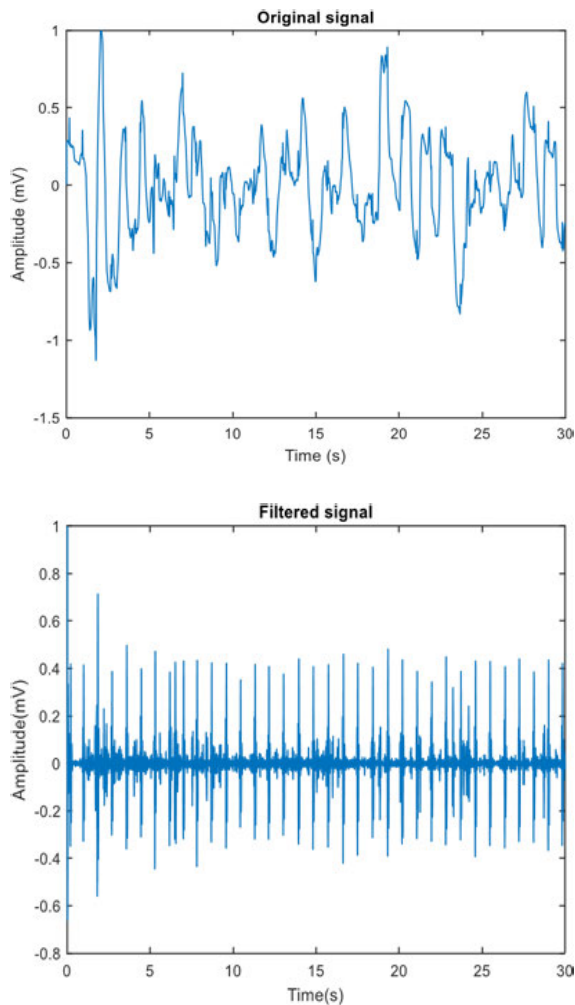 Original signal
1
0.5
0
-0.5
-1
-1.5
Amplitude (mV)
0 5 10 15 20 25 30
Time (s)
Filtered signal
1
0.8
0.6
0.4
0.2
0
-0.2
-0.4
-0.6
-0.8
Amplitude(mV)
0 5 10 15 20 25 30
Time(s)